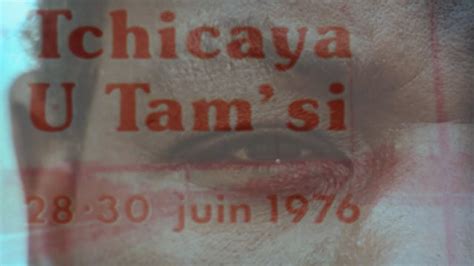 Tchicaya
U Tam'si
28-30 juin 1976